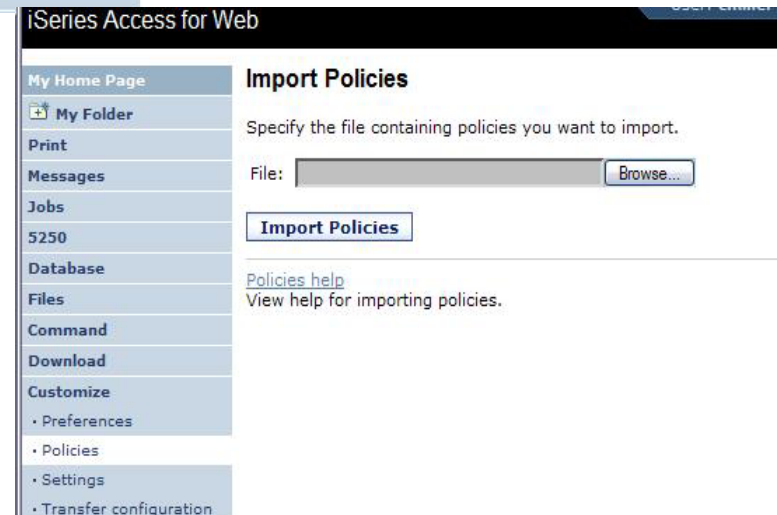 iSeries Access for Web
My Home Page
My Folder
Print
Messages
Jobs
5250
Database
Files
Command
Download
Customize
• Preferences
• Policies
• Settings
• Transfer configuration
Import Policies
Specify the file containing policies you want to import.
File:
Browse...
Import Policies
Policies help
View help for importing policies.